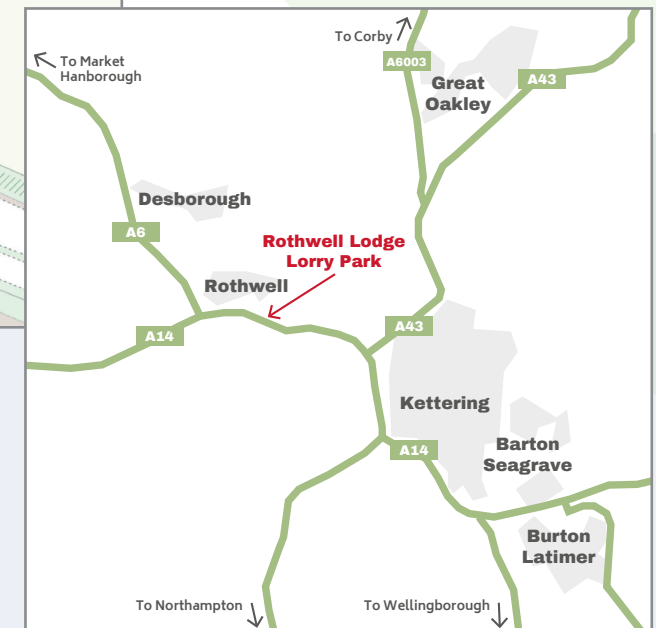 To Corby
To Market
Hanborough
A6003
Great
Oakley
A43
Desborough
A6
Rothwell Lodge
Lorry Park
Rothwell
A14
A43
Kettering
Barton
Seagrave
A14
Burton
Latimer
To Northampton
To Wellingborough